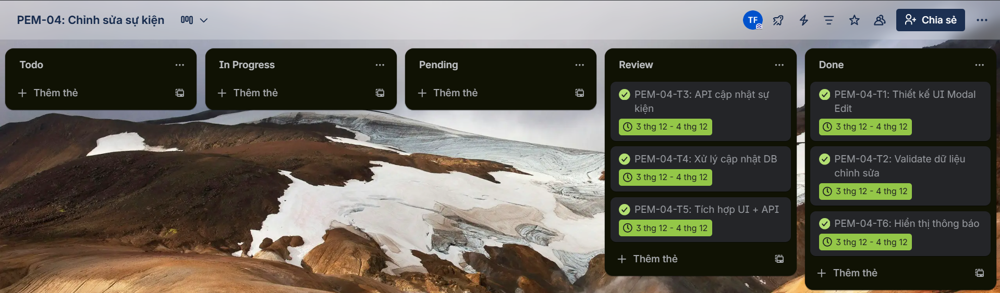 PEM-04: Chỉnh sửa sự kiện
TF
Chia sẻ
Todo
Thêm thẻ
In Progress
Thêm thẻ
Pending
Thêm thẻ
Review
PEM-04-T3: API cập nhật sự
kiện
3 thg 12 - 4 thg 12
PEM-04-T4: Xử lý cập nhật DB
3 thg 12 - 4 thg 12
PEM-04-T5: Tích hợp UI + API
3 thg 12 - 4 thg 12
Thêm thẻ
Done
PEM-04-T1: Thiết kế UI Modal
Edit
3 thg 12 - 4 thg 12
PEM-04-T2: Validate dữ liệu
chỉnh sửa
3 thg 12 - 4 thg 12
PEM-04-T6: Hiển thị thông báo
3 thg 12 - 4 thg 12
Thêm thẻ